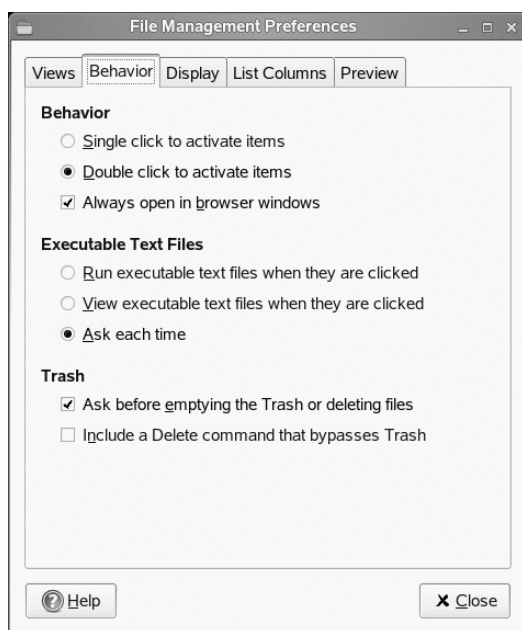 File Management Preferences
Views Behavior Display List Columns Preview
Behavior
Single click to activate items
Double click to activate items
Always open in browser windows
Executable Text Files
Run executable text files when they are clicked
View executable text files when they are clicked
Ask each time
Trash
Ask before emptying the Trash or deleting files
Include a Delete command that bypasses Trash
Help Close